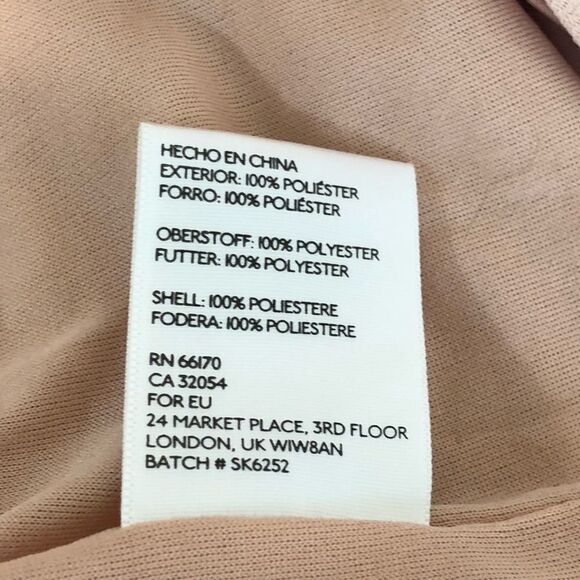 HECHO EN CHINA
EXTERIOR: 100% POLIÉSTER
FORRO: 100% POLIÉSTER
OBERSTOFF: 100% POLYESTER
FUTTER: 100% POLYESTER
SHELL: 100% POLIESTERE
FODERA: 100% POLIESTERE
RN 66170
CA 32054
FOR EU
24 MARKET PLACE, 3RD FLOOR
LONDON, UK W1W8AN
BATCH # SK6252